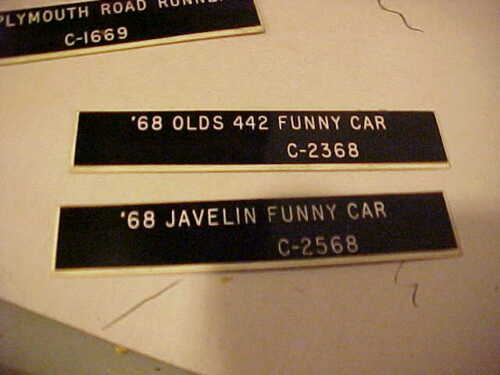 PLYMOUTH ROAD RUNNER
C-1669
'68 OLDS 442 FUNNY CAR
C-2368
'68 JAVELIN FUNNY CAR
C-2568